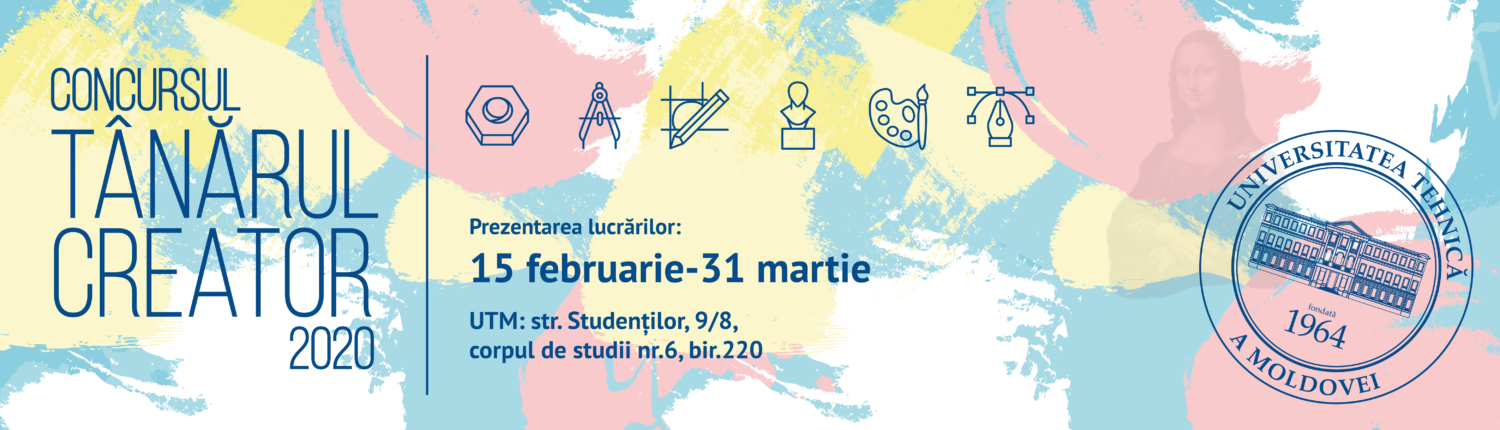 CONCURSUL
TÂNĂRUL
CREATOR
2020
Prezentarea lucrărilor:
15 februarie-31 martie
UTM: str. Studenților, 9/8,
corpul de studii nr.6, bir.220
UNIVERSITATEA TEHNICĂ
A MOLDOVEI
fondată
1964